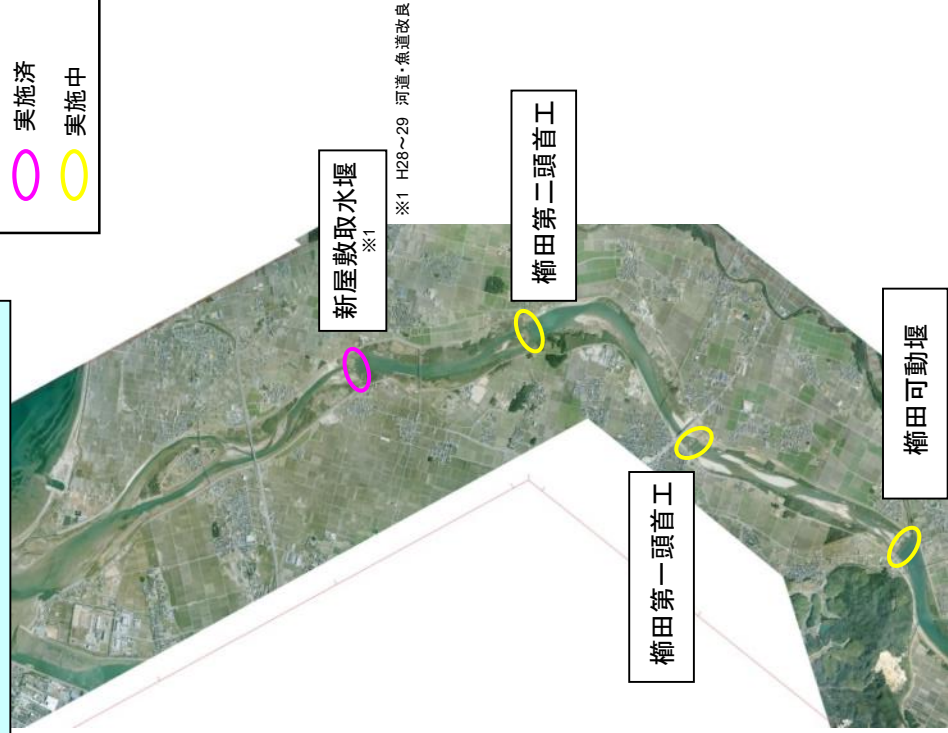 実施済
実施中
※1 H28～29 河道・魚道改良
新屋敷取水堰
※1
櫛田第二頭首工
櫛田第一頭首工
櫛田可動堰